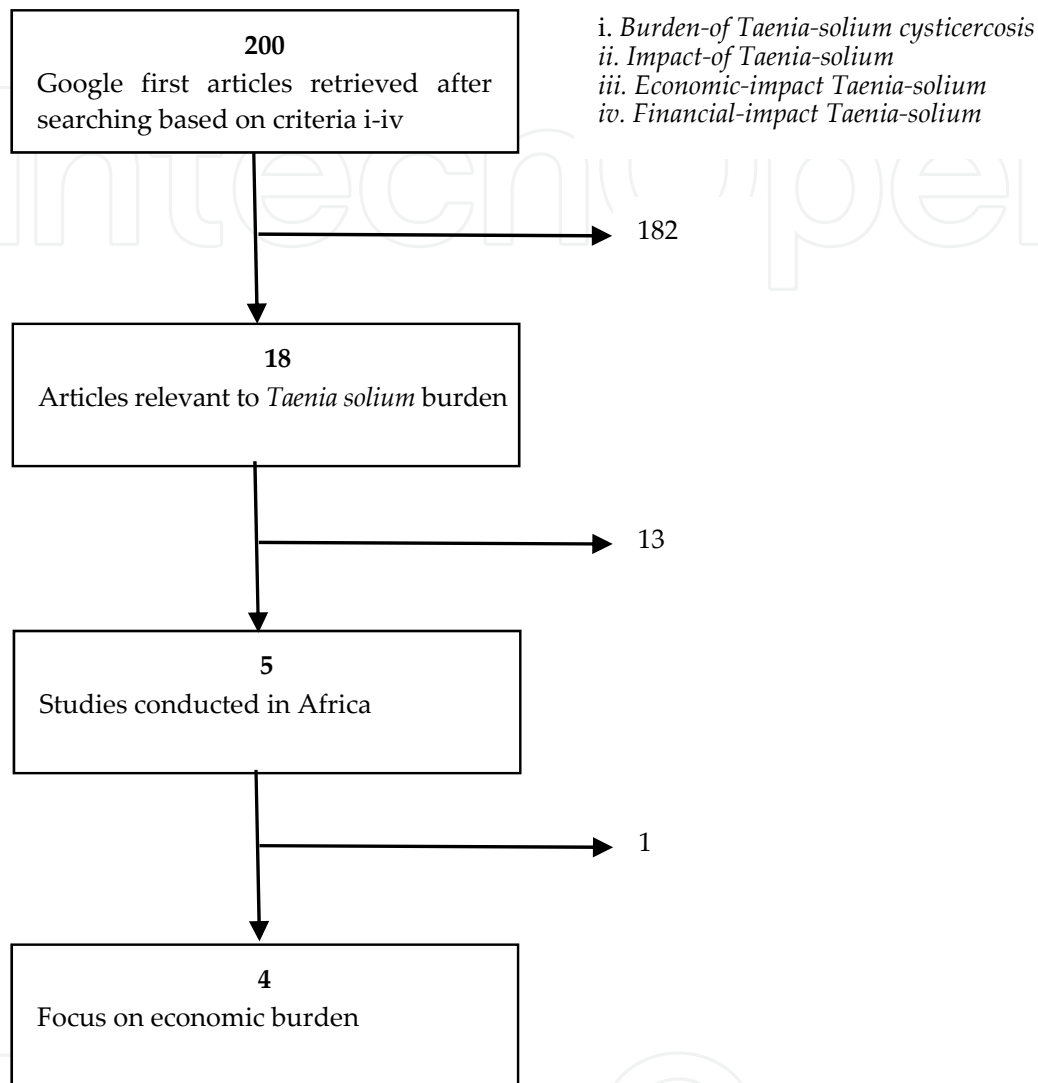 200
Google first articles retrieved after
searching based on criteria i-iv
i. Burden-of Taenia-solium cysticercosis
ii. Impact-of Taenia-solium
iii. Economic-impact Taenia-solium
iv. Financial-impact Taenia-solium
182
18
Articles relevant to Taenia solium burden
13
5
Studies conducted in Africa
1
4
Focus on economic burden